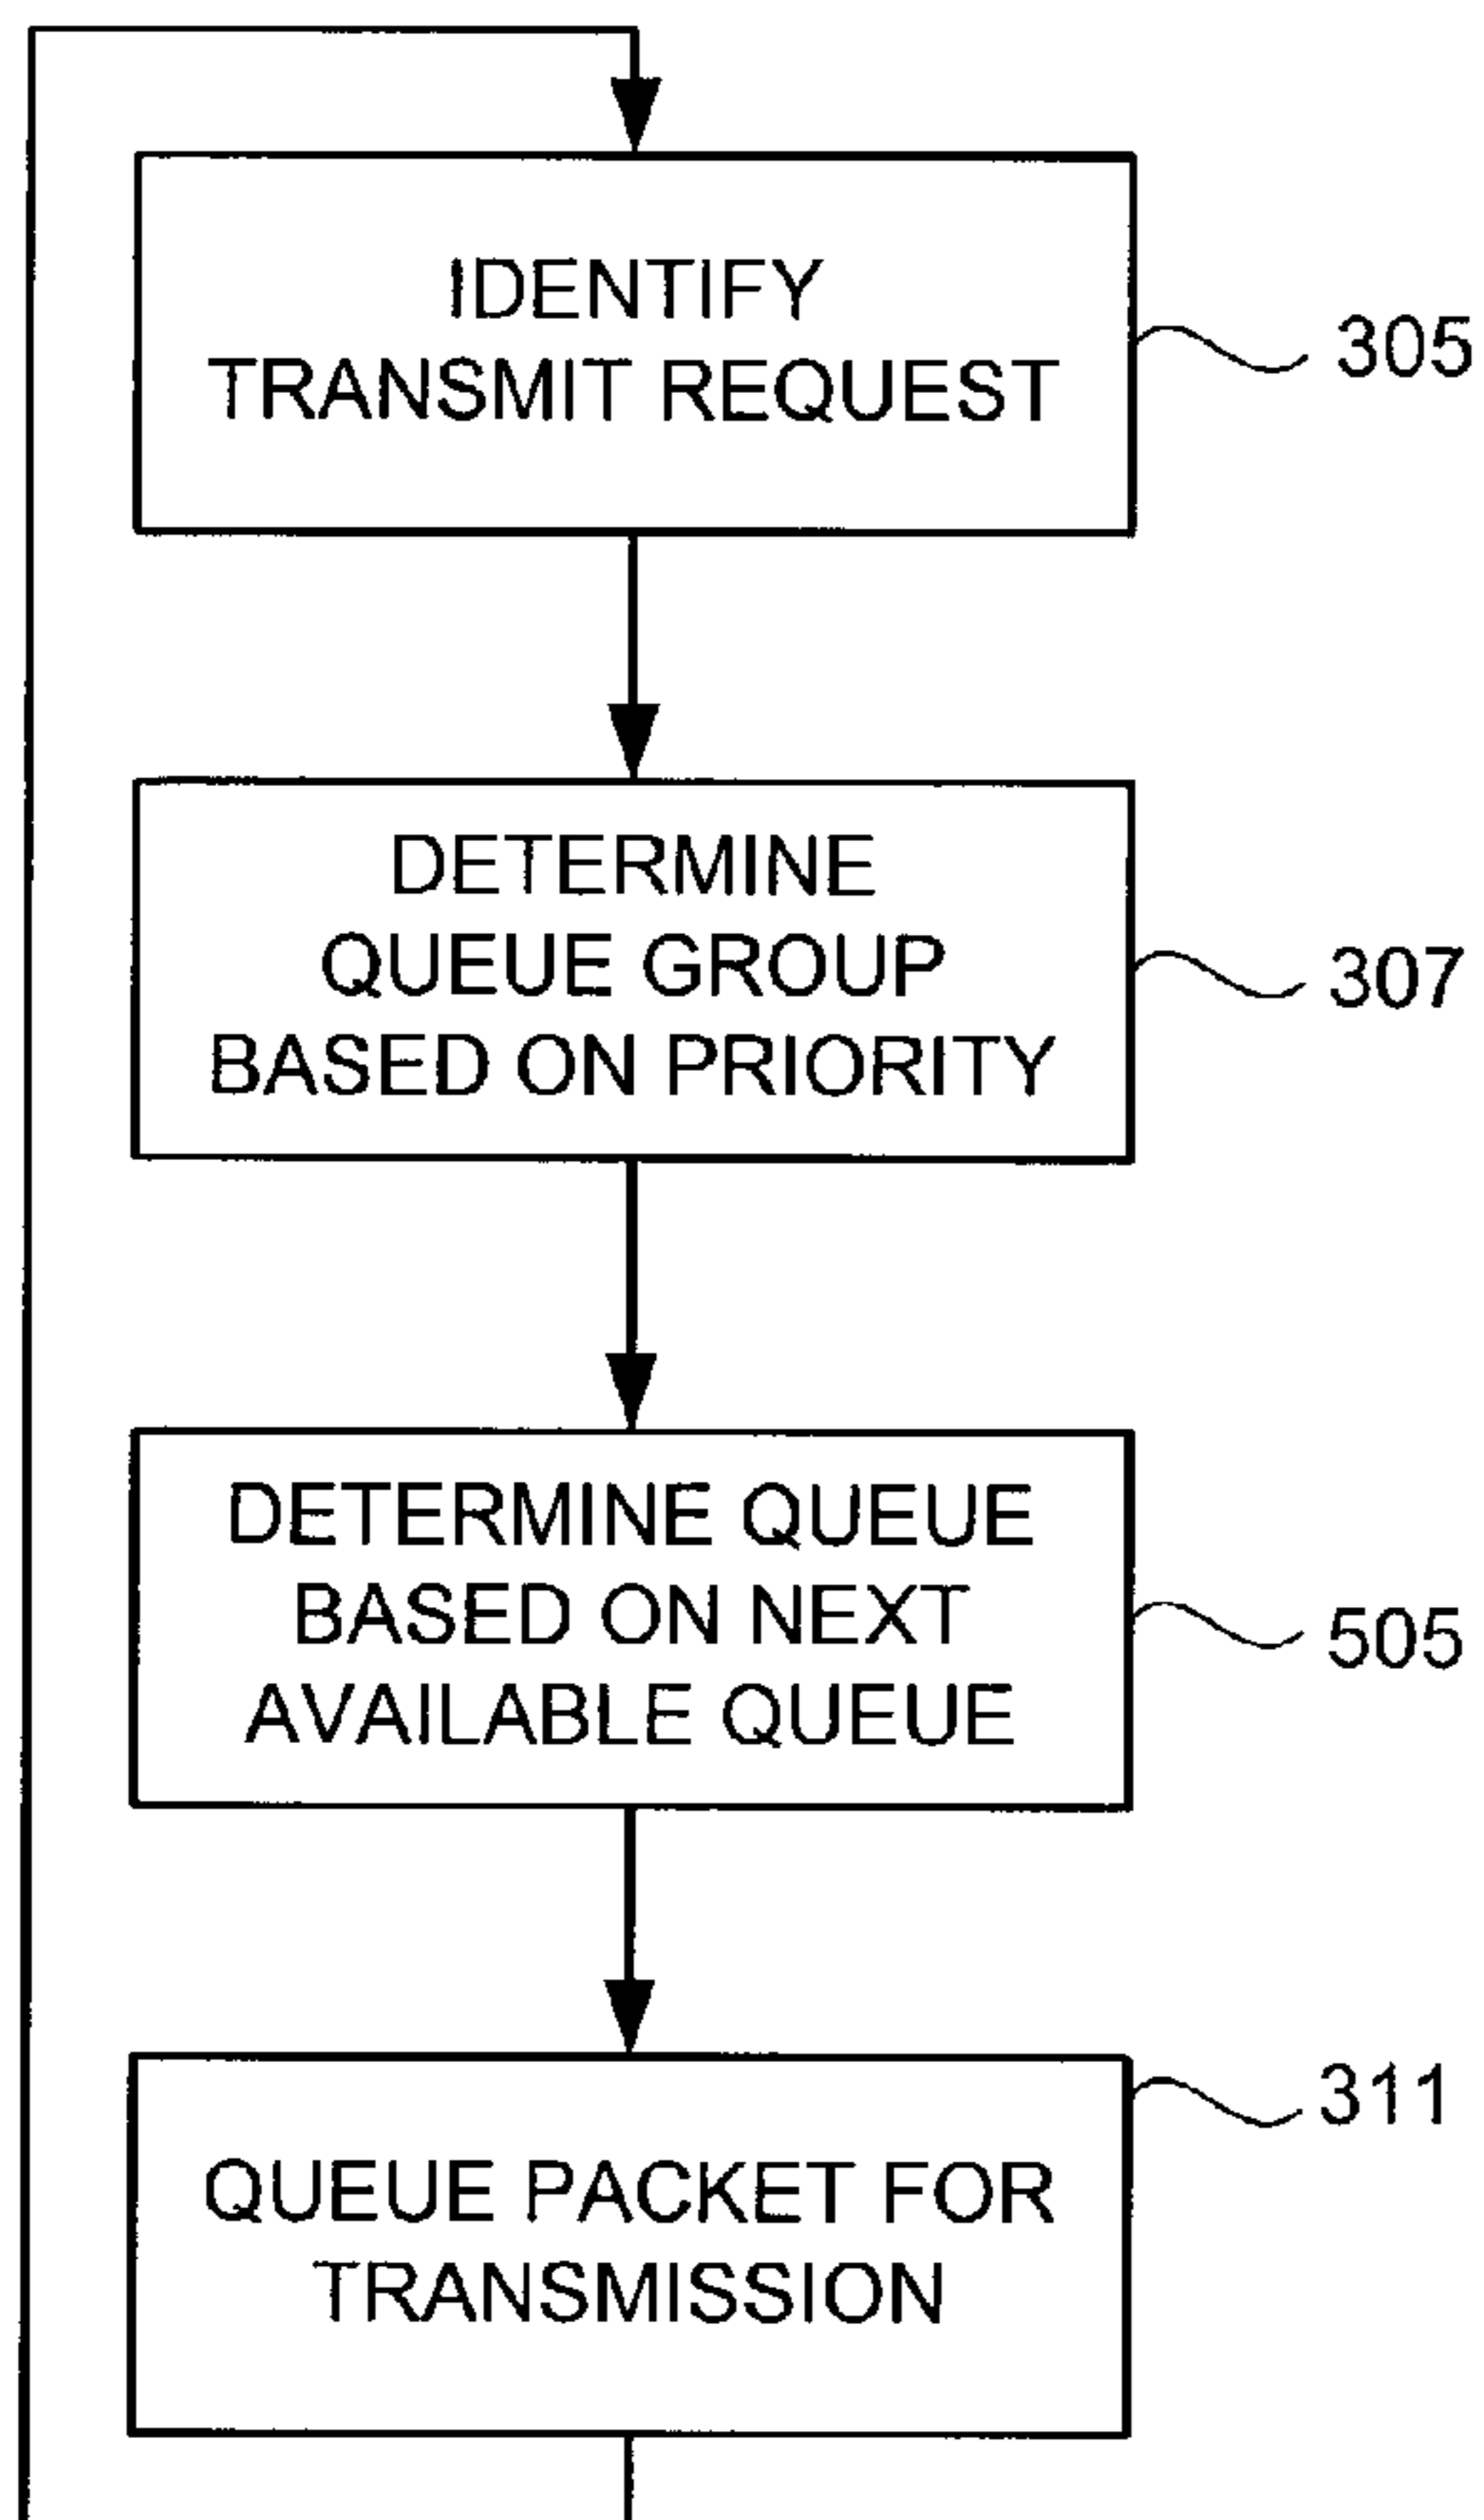 IDENTIFY
TRANSMIT REQUEST
305
DETERMINE
QUEUE GROUP
BASED ON PRIORITY
307
DETERMINE QUEUE
BASED ON NEXT
AVAILABLE QUEUE
505
311
QUEUE PACKET FOR
TRANSMISSION